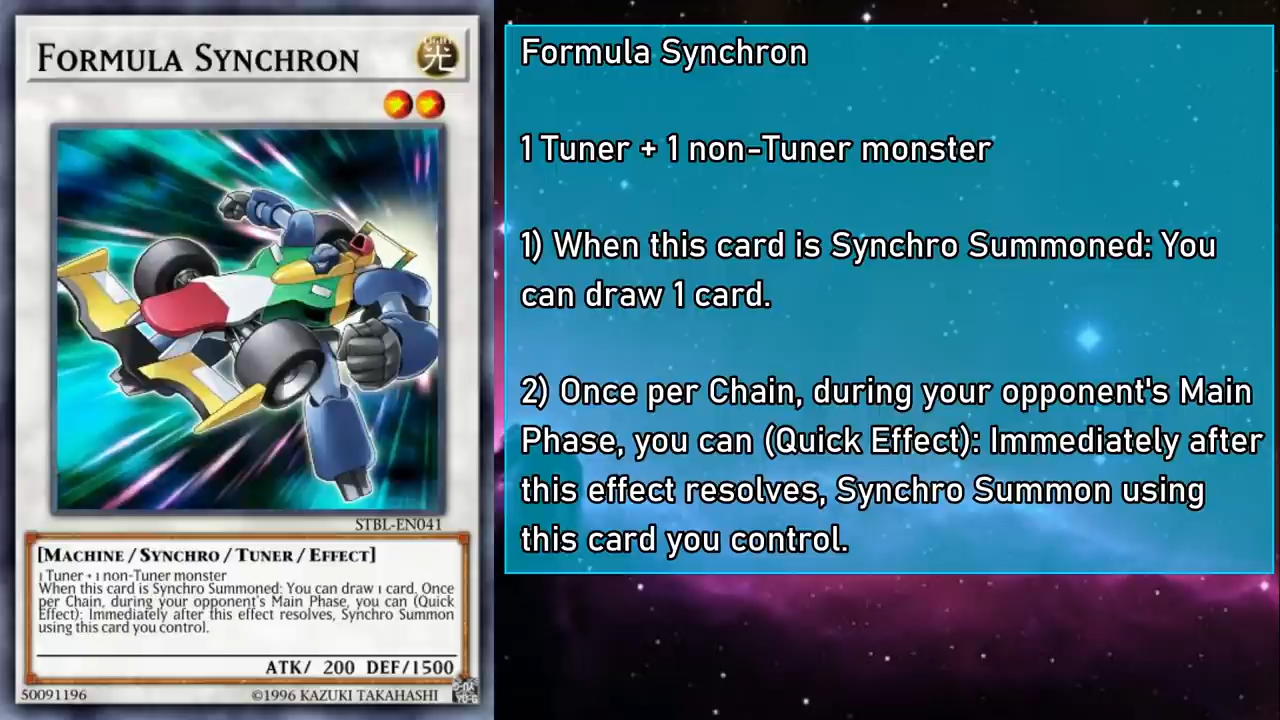 FORMULA SYNCHRON
光
STBL-EN041
[MACHINE / SYNCHRO / TUNER / EFFECT]
1 Tuner + 1 non-Tuner monster
When this card is Synchro Summoned: You can draw 1 card. Once
per Chain, during your opponent's Main Phase, you can (Quick
Effect): Immediately after this effect resolves, Synchro Summon
using this card you control.
ATK/ 200 DEF/1500
50091196
©1996 KAZUKI TAKAHASHI
Formula Synchron
1 Tuner + 1 non-Tuner monster
1) When this card is Synchro Summoned: You
can draw 1 card.
2) Once per Chain, during your opponent's Main
Phase, you can (Quick Effect): Immediately after
this effect resolves, Synchro Summon using
this card you control.